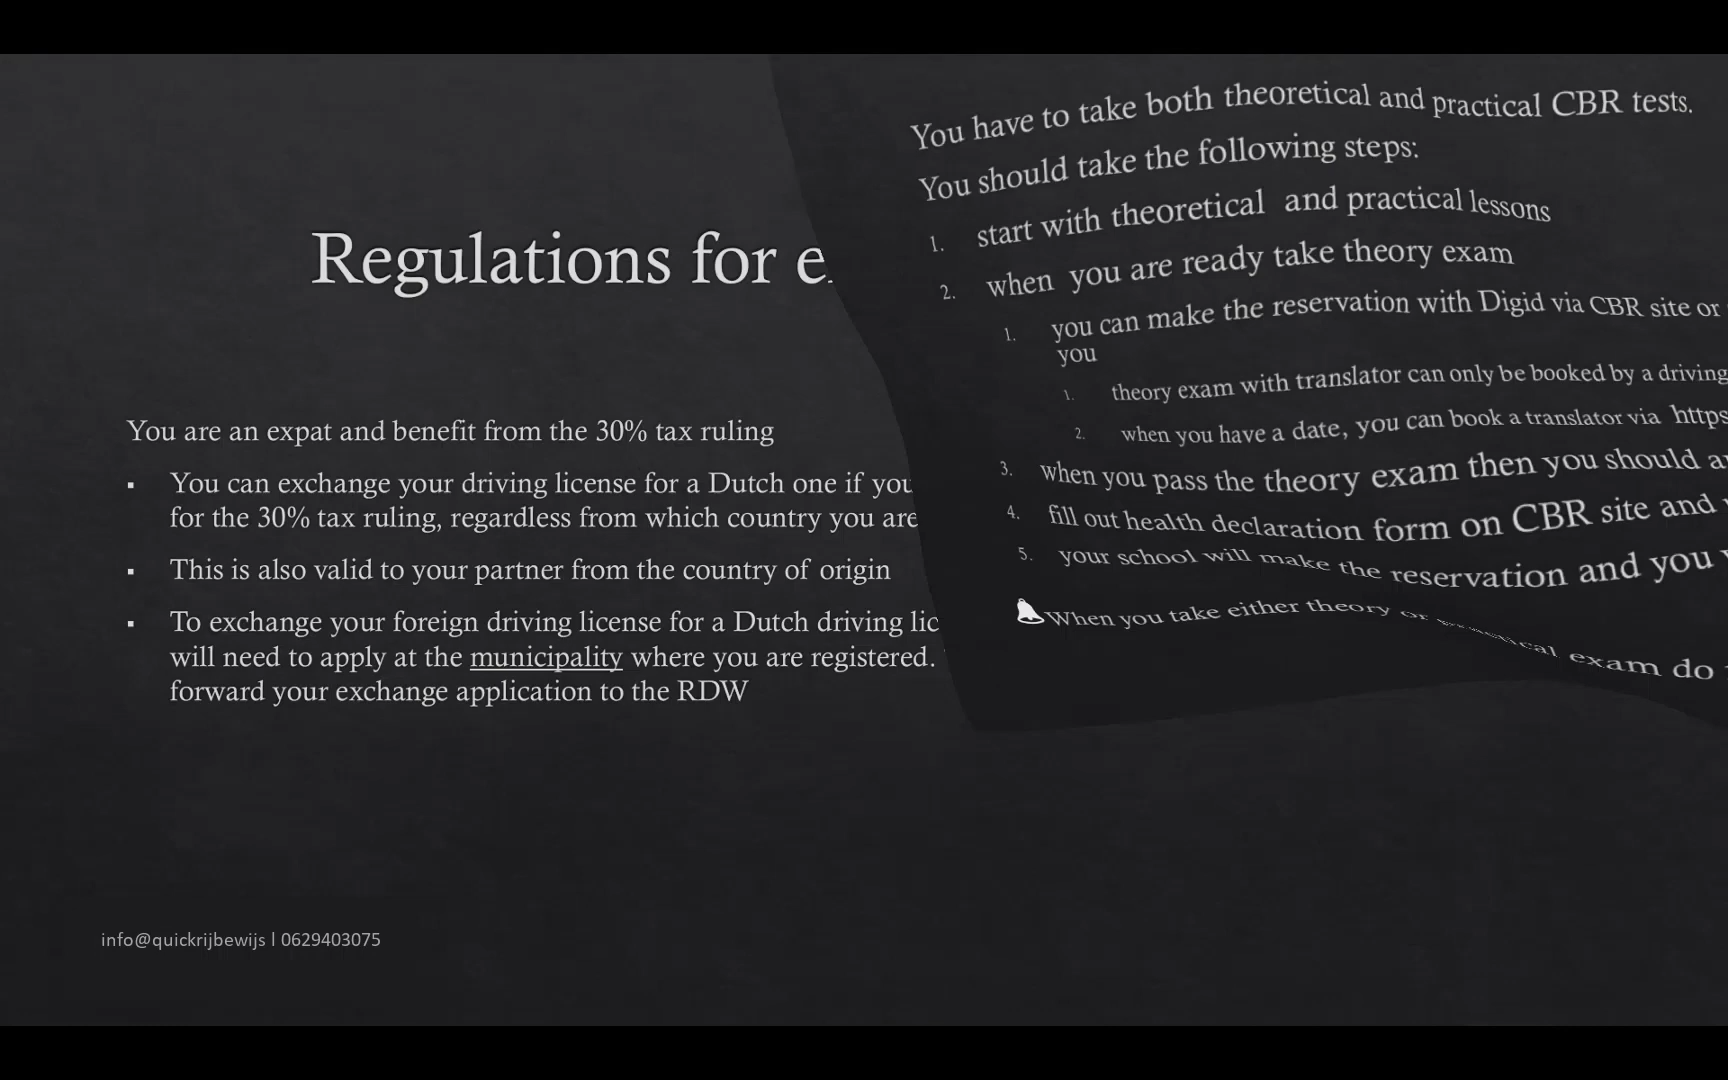 Regulations for
You are an expat and benefit from the 30% tax ruling
▪ You can exchange your driving license for a Dutch one if you
for the 30% tax ruling, regardless from which country you are
▪ This is also valid to your partner from the country of origin
▪ To exchange your foreign driving license for a Dutch driving
will need to apply at the municipality where you are registered.
forward your exchange application to the RDW
info@quickrijbewijs | 0629403075
You have to take both theoretical and practical CBR tests.
You should take the following steps:
1. start with theoretical and practical lessons
2. when you are ready take theory exam
1. you can make the reservation with Digid via CBR site or
you
1. theory exam with translator can only be booked by a driving
2. when you have a date, you can book a translator via https
3. when you pass the theory exam then you should
4. fill out health declaration form on CBR site and
5. your school will make the reservation and you
When you take either theory or practical exam do